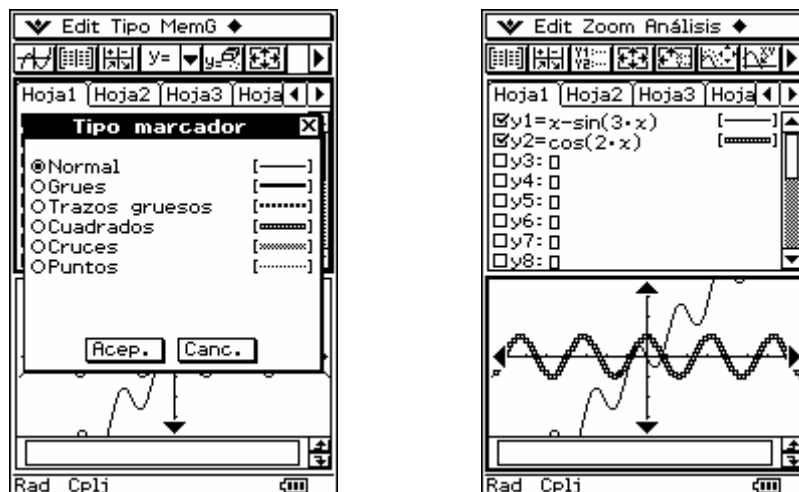 Edit Tipo MemG
y=
Hoja1 Hoja2 Hoja3 Hoja
Tipo marcador
Normal
Grues
Trazos gruesos
Cuadrados
Cruces
Puntos
Acep. Canc.
Rad Cplj
Edit Zoom Análisis
Hoja1 Hoja2 Hoja3 Hoja
y1=x-sin(3·x)
y2=cos(2·x)
y3:
y4:
y5:
y6:
y7:
y8:
Rad Cplj